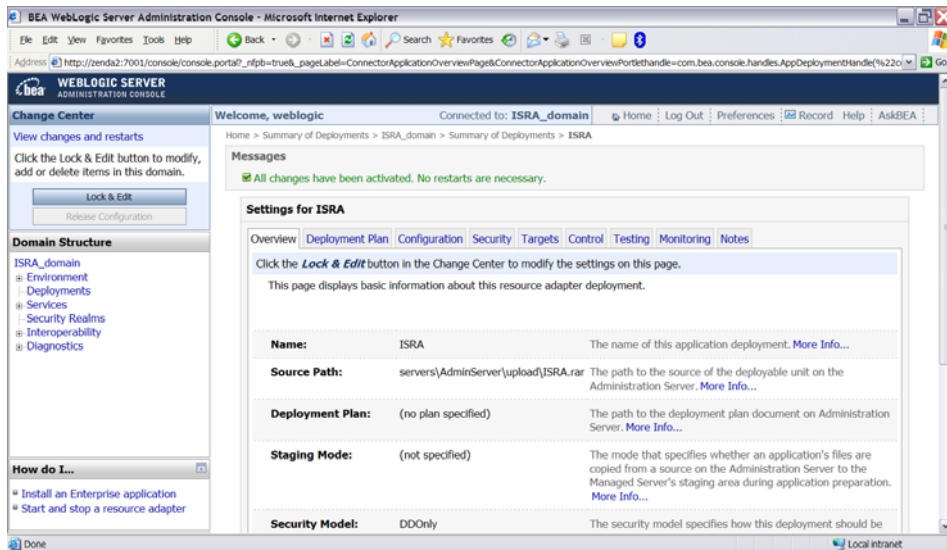 BEA WebLogic Server Administration Console - Microsoft Internet Explorer
File Edit View Favorites Tools Help
Back Search Favorites
Address http://zenda2:7001/console/console.portal?_nfpb=true&_pageLabel=ConnectorApplicationOverviewPage&ConnectorApplicationOverviewPortlethandle=com.bea.console.handles.AppDeploymentHandle(%22c Go
bea WEBLOGIC SERVER
ADMINISTRATION CONSOLE
Change Center
View changes and restarts
Click the Lock & Edit button to modify,
add or delete items in this domain.
Lock & Edit
Release Configuration
Domain Structure
ISRA_domain
Environment
Deployments
Services
Security Realms
Interoperability
Diagnostics
How do I...
Install an Enterprise application
Start and stop a resource adapter
Welcome, weblogic Connected to: ISRA_domain Home Log Out Preferences Record Help AskBEA
Home > Summary of Deployments > ISRA_domain > Summary of Deployments > ISRA
Messages
All changes have been activated. No restarts are necessary.
Settings for ISRA
Overview Deployment Plan Configuration Security Targets Control Testing Monitoring Notes
Click the Lock & Edit button in the Change Center to modify the settings on this page.
This page displays basic information about this resource adapter deployment.
Name: ISRA The name of this application deployment. More Info...
Source Path: servers\AdminServer\upload\ISRA.rar The path to the source of the deployable unit on the
Administration Server. More Info...
Deployment Plan: (no plan specified) The path to the deployment plan document on Administration
Server. More Info...
Staging Mode: (not specified) The mode that specifies whether an application's files are
copied from a source on the Administration Server to the
Managed Server's staging area during application preparation.
More Info...
Security Model: DDOnly The security model specifies how this deployment should be
Done Local intranet